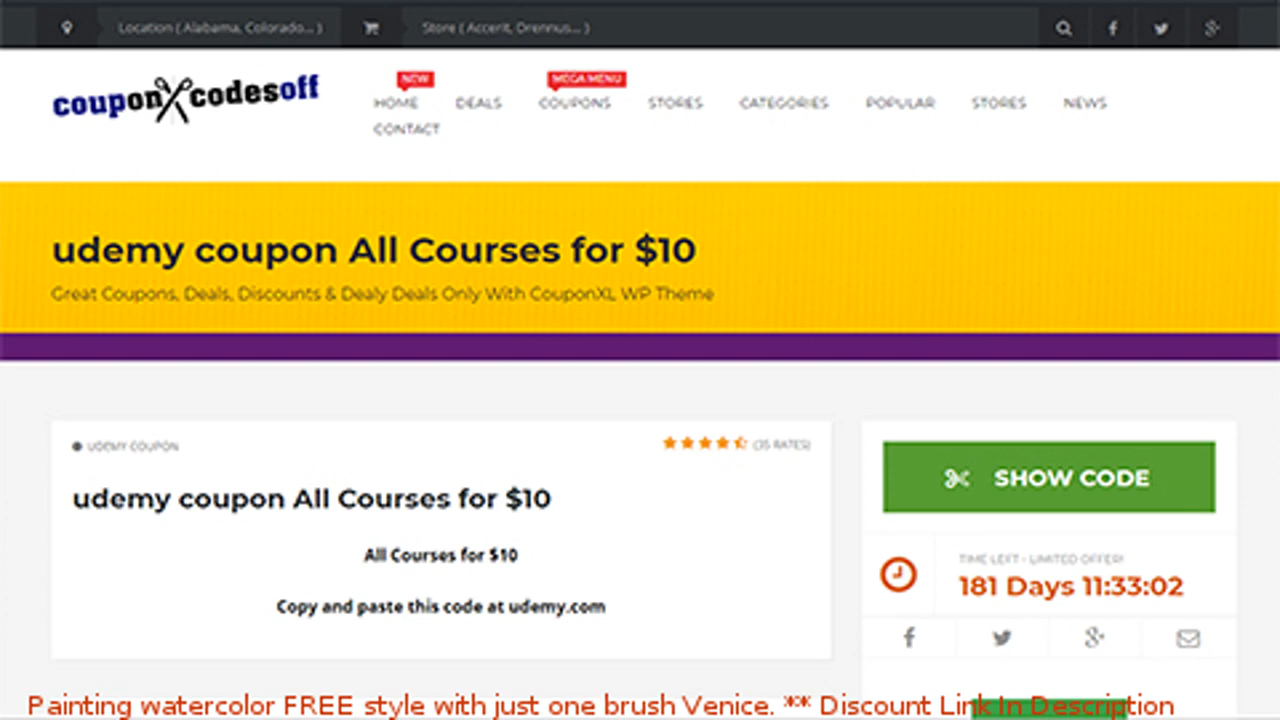 Location ( Alabama, Colorado... )
Store ( Accerit, Drennus... )
couponcodesoff
NEW
MEGA MENU
HOME DEALS COUPONS STORES CATEGORIES POPULAR STORES NEWS
CONTACT
udemy coupon All Courses for $10
Great Coupons, Deals, Discounts & Dealy Deals Only With CouponXL WP Theme
UDEMY COUPON
(35 RATES)
udemy coupon All Courses for $10
All Courses for $10
Copy and paste this code at udemy.com
SHOW CODE
TIME LEFT - LIMITED OFFER!
181 Days 11:33:02
Painting watercolor FREE style with just one brush Venice. ** Discount Link In Description